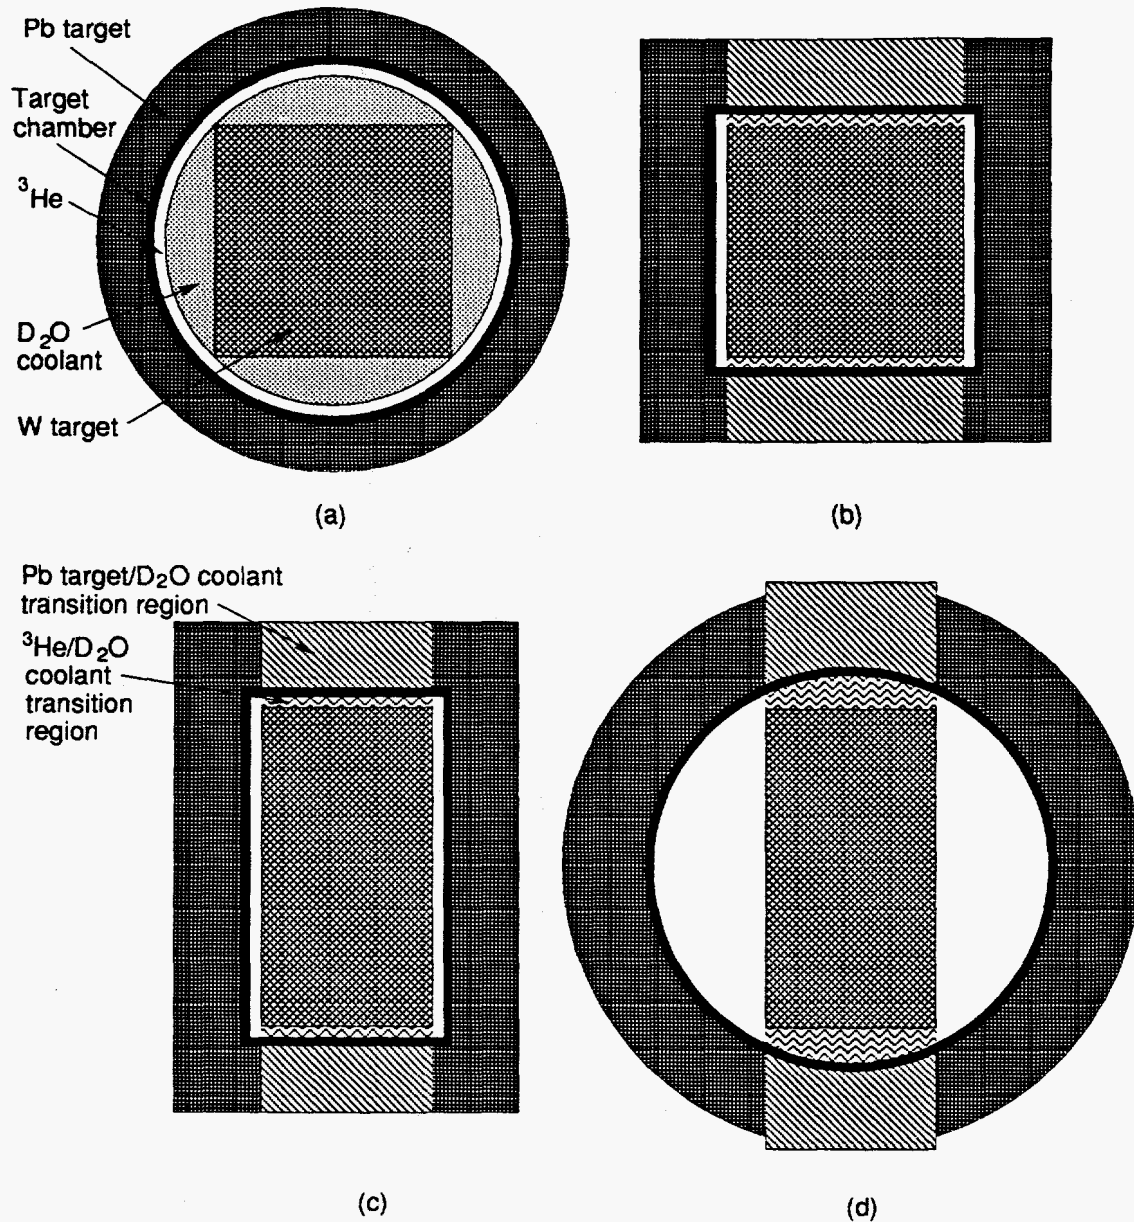 Pb target
Target
chamber
³He
D₂O
coolant
W target
(a)
(b)
Pb target/D₂O coolant
transition region
³He/D₂O
coolant
transition
region
(c)
(d)